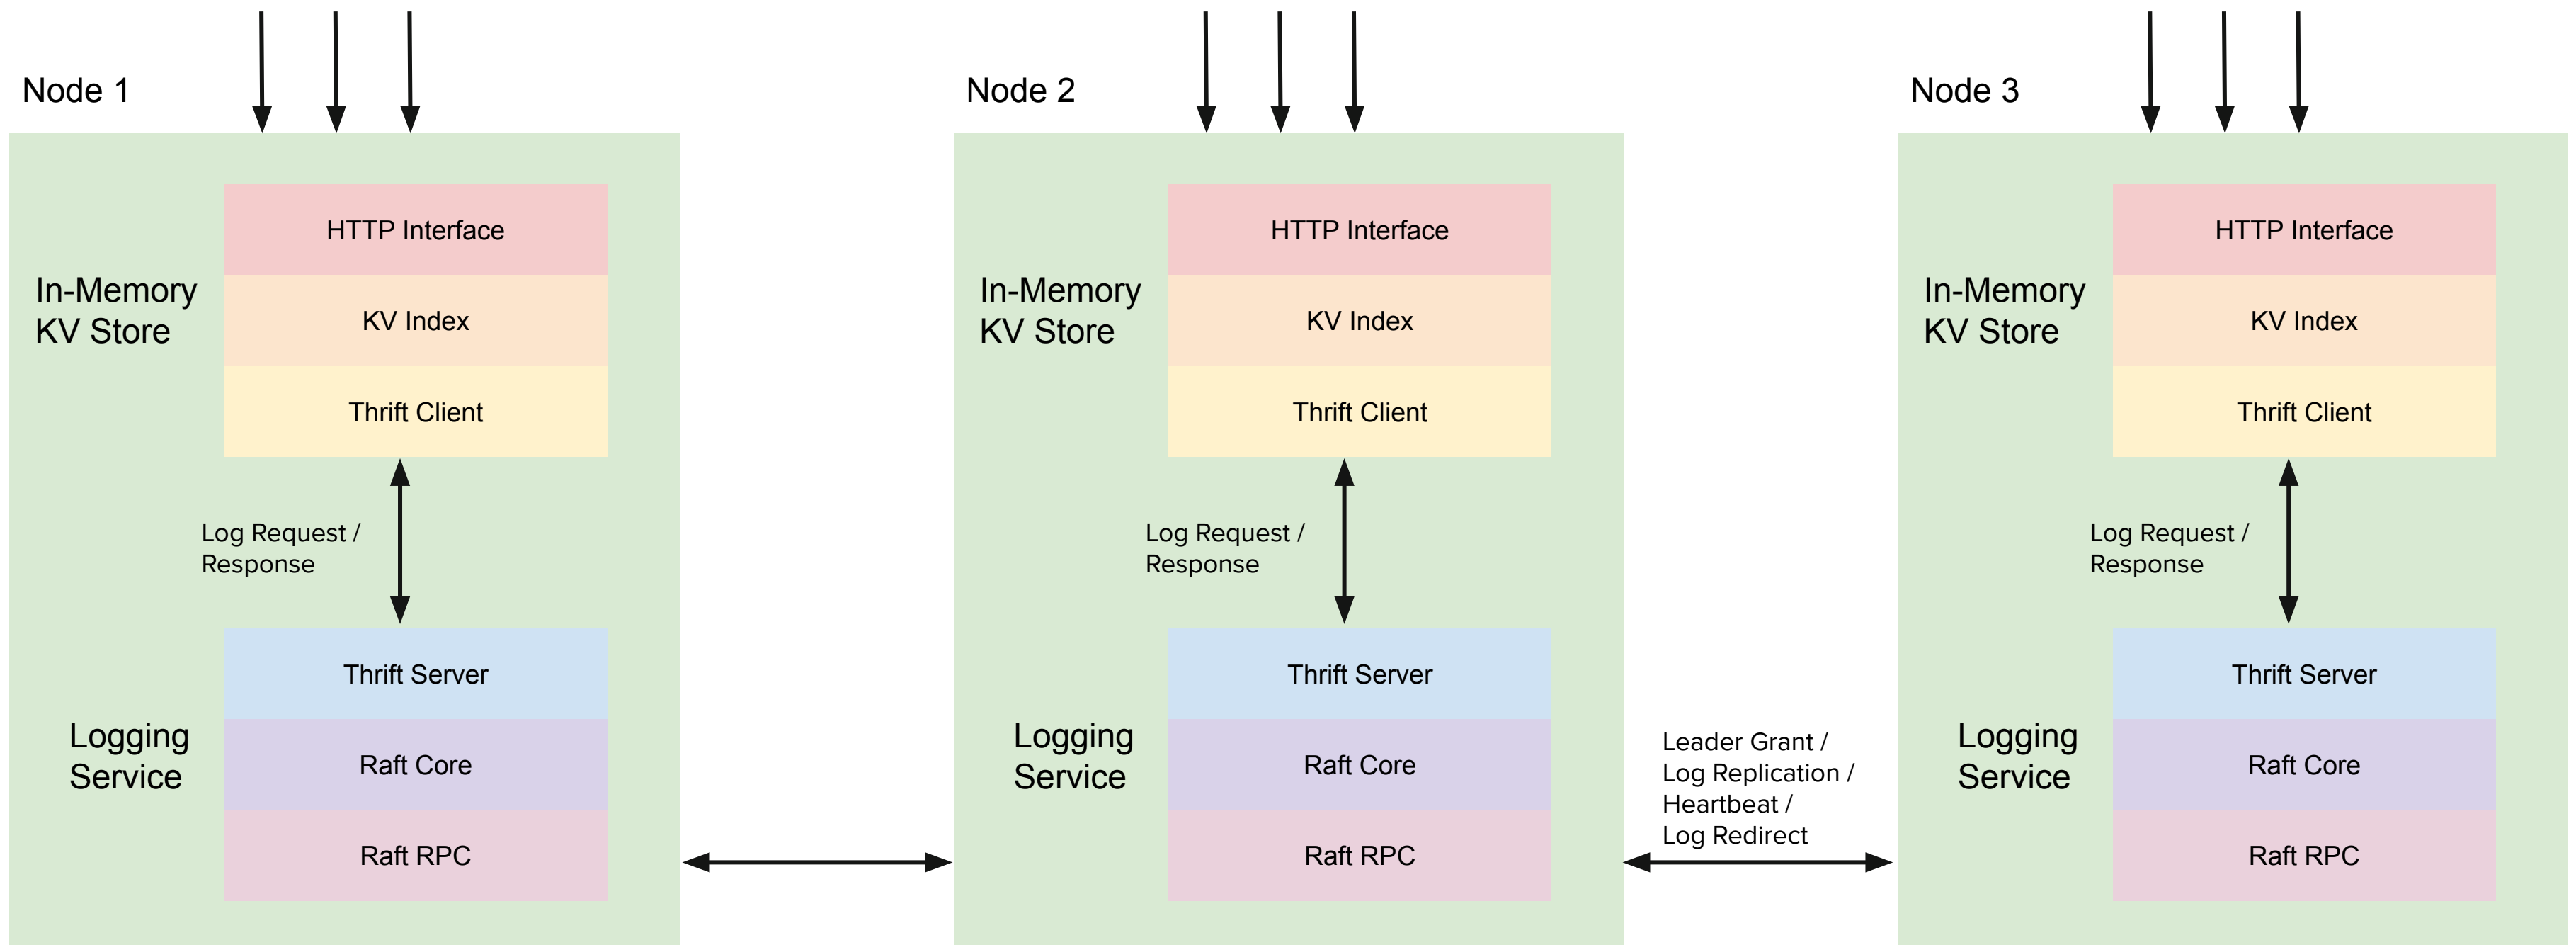 Node 1
In-Memory
KV Store
HTTP Interface
KV Index
Thrift Client
Log Request /
Response
Logging
Service
Thrift Server
Raft Core
Raft RPC
Node 2
In-Memory
KV Store
HTTP Interface
KV Index
Thrift Client
Log Request /
Response
Logging
Service
Thrift Server
Raft Core
Raft RPC
Leader Grant /
Log Replication /
Heartbeat /
Log Redirect
Node 3
In-Memory
KV Store
HTTP Interface
KV Index
Thrift Client
Log Request /
Response
Logging
Service
Thrift Server
Raft Core
Raft RPC